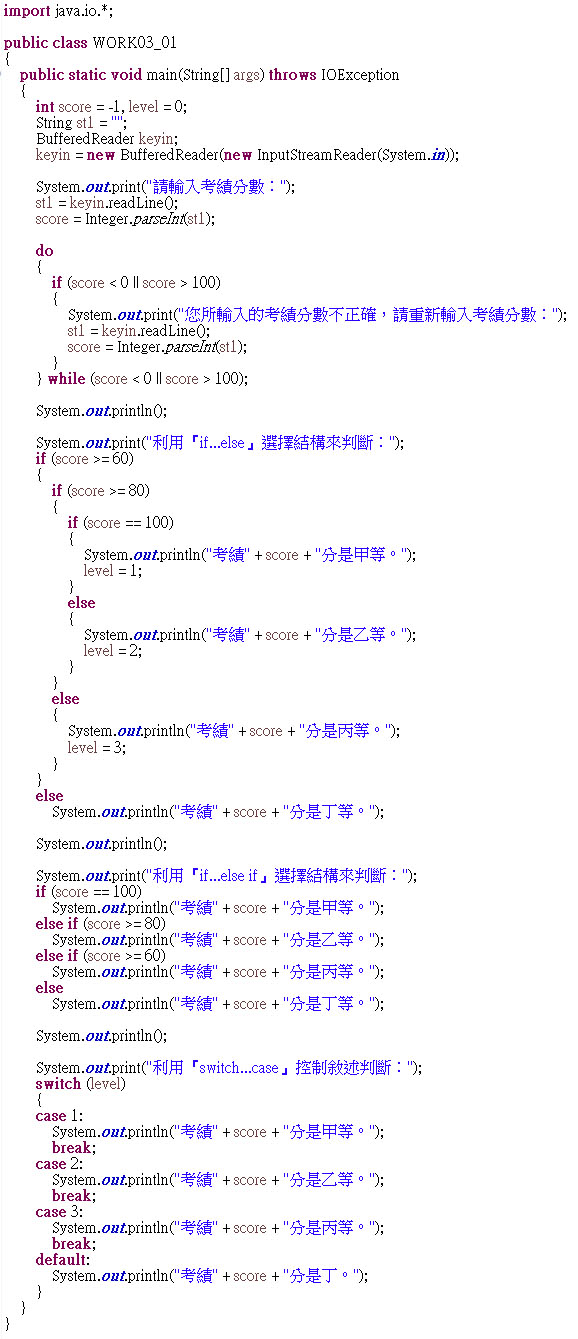 import java.io.*;
public class WORK03_01
{
public static void main(String[] args) throws IOException
{
int score = -1, level = 0;
String st1 = "";
BufferedReader keyin;
keyin = new BufferedReader(new InputStreamReader(System.in));
System.out.print("請輸入考績分數：");
st1 = keyin.readLine();
score = Integer.parseInt(st1);
do
{
if (score < 0 || score > 100)
{
System.out.print("您所輸入的考績分數不正確，請重新輸入考績分數：");
st1 = keyin.readLine();
score = Integer.parseInt(st1);
}
} while (score < 0 || score > 100);
System.out.println();
System.out.print("利用『if...else』選擇結構來判斷：");
if (score >= 60)
{
if (score >= 80)
{
if (score == 100)
{
System.out.println("考績" + score + "分是甲等。");
level = 1;
}
else
{
System.out.println("考績" + score + "分是乙等。");
level = 2;
}
}
else
{
System.out.println("考績" + score + "分是丙等。");
level = 3;
}
}
else
System.out.println("考績" + score + "分是丁等。");
System.out.println();
System.out.print("利用『if...else if』選擇結構來判斷：");
if (score == 100)
System.out.println("考績" + score + "分是甲等。");
else if (score >= 80)
System.out.println("考績" + score + "分是乙等。");
else if (score >= 60)
System.out.println("考績" + score + "分是丙等。");
else
System.out.println("考績" + score + "分是丁等。");
System.out.println();
System.out.print("利用『switch...case』控制敘述判斷：");
switch (level)
{
case 1:
System.out.println("考績" + score + "分是甲等。");
break;
case 2:
System.out.println("考績" + score + "分是乙等。");
break;
case 3:
System.out.println("考績" + score + "分是丙等。");
break;
default:
System.out.println("考績" + score + "分是丁。");
}
}
}